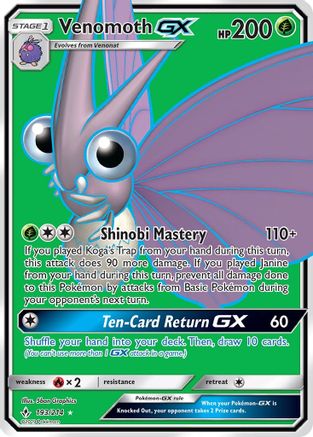 STAGE 1 Venomoth GX HP 200
Evolves from Venonat
Shinobi Mastery 110+
If you played Koga's Trap from your hand during this turn,
this attack does 90 more damage. If you played Janine
from your hand during this turn, prevent all damage done
to this Pokémon by attacks from Basic Pokémon during
your opponent's next turn.
Ten-Card Return GX 60
Shuffle your hand into your deck. Then, draw 10 cards.
(You can't use more than 1 GX attack in a game.)
weakness × 2 resistance retreat
Illus. 5ban Graphics
193/214
Pokémon-GX rule
When your Pokémon-GX is
Knocked Out, your opponent takes 2 Prize cards.